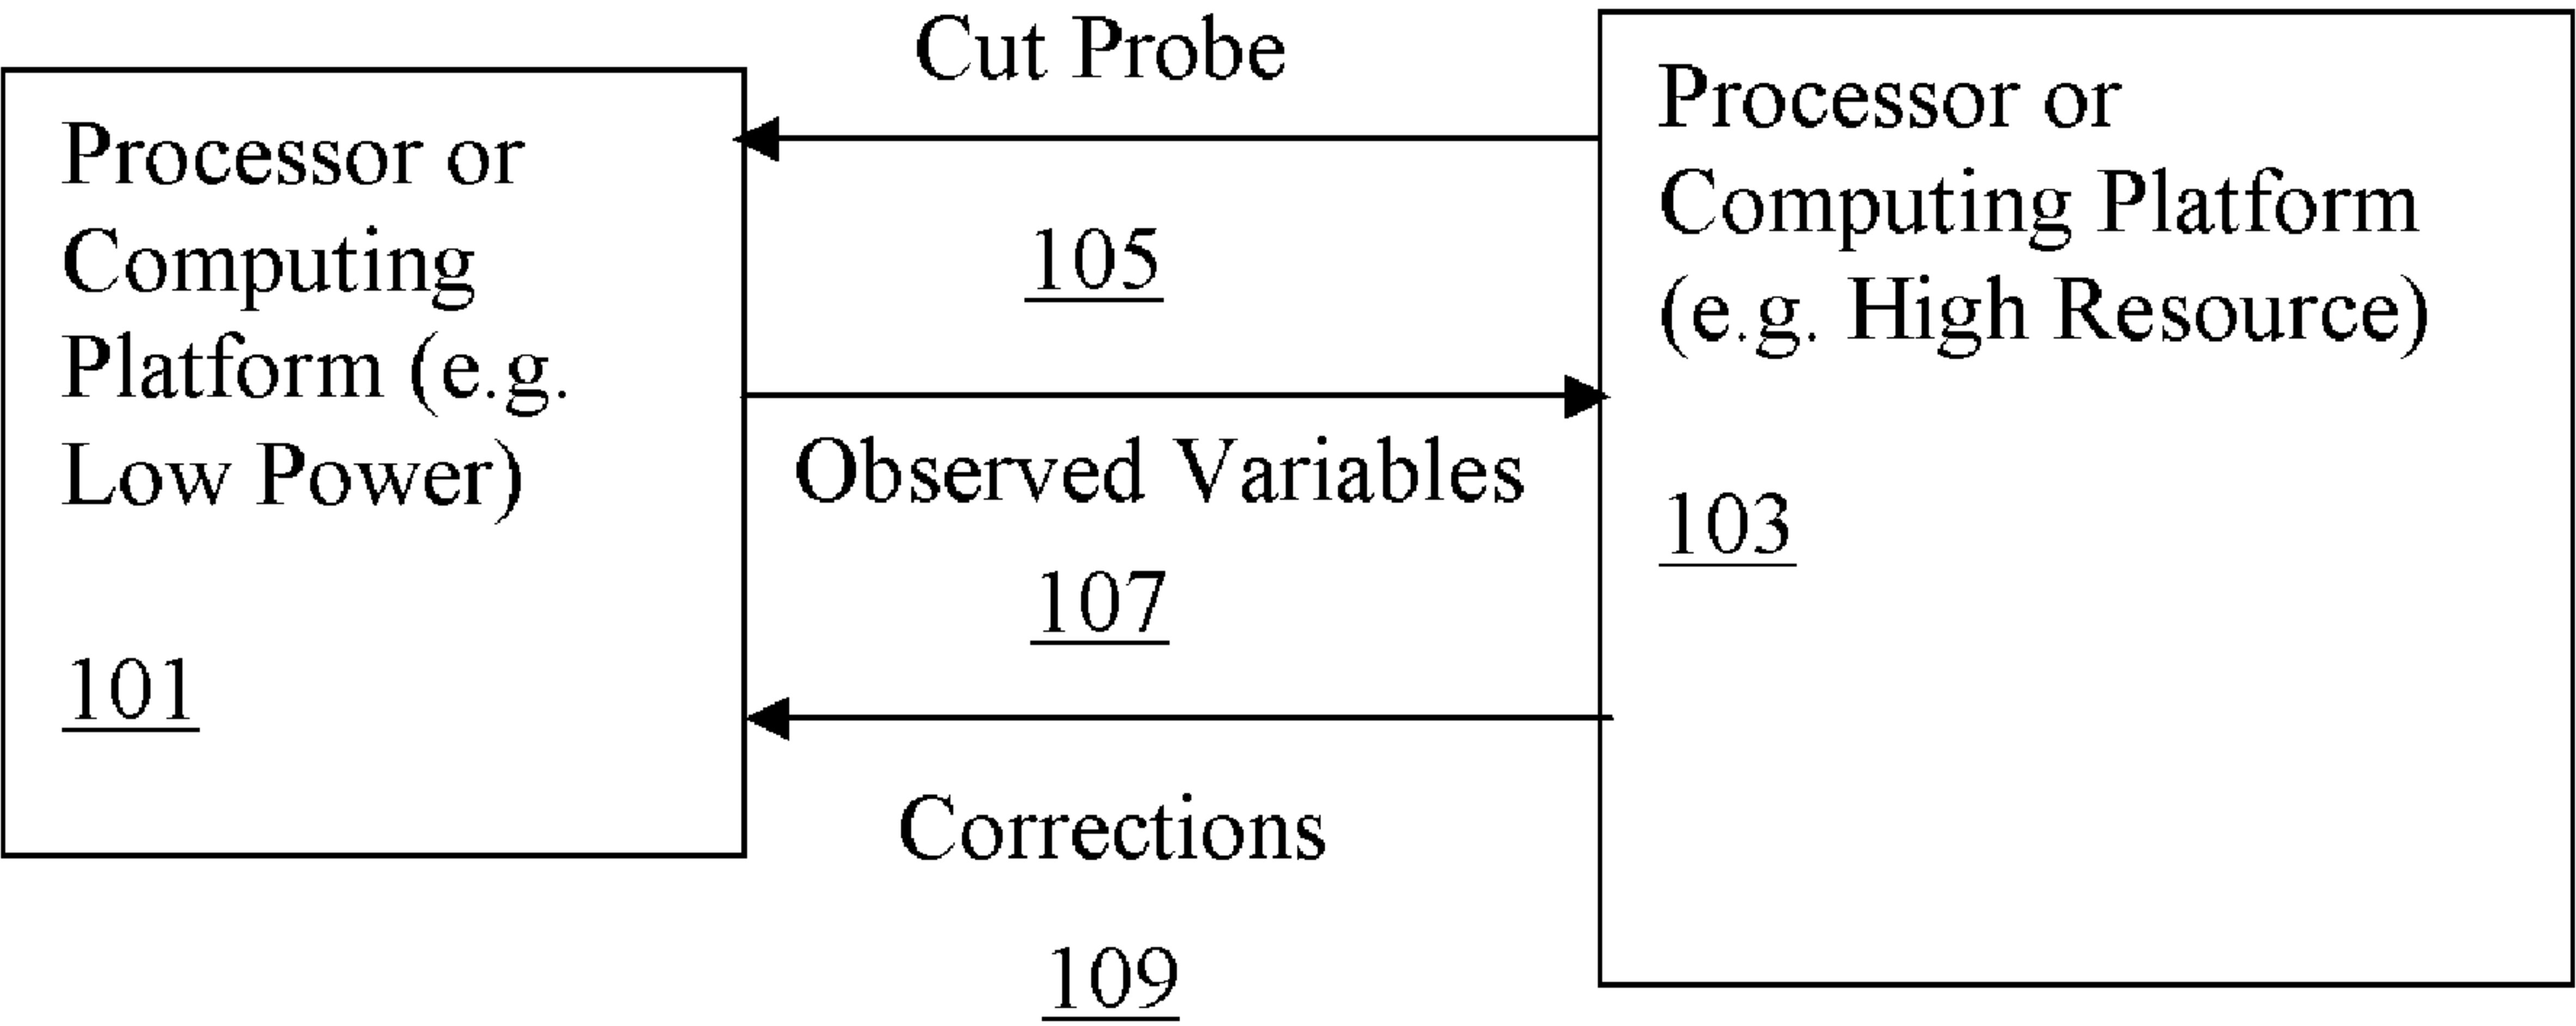 Processor or
Computing
Platform (e.g.
Low Power)
101
Cut Probe
105
Observed Variables
107
Corrections
109
Processor or
Computing Platform
(e.g. High Resource)
103